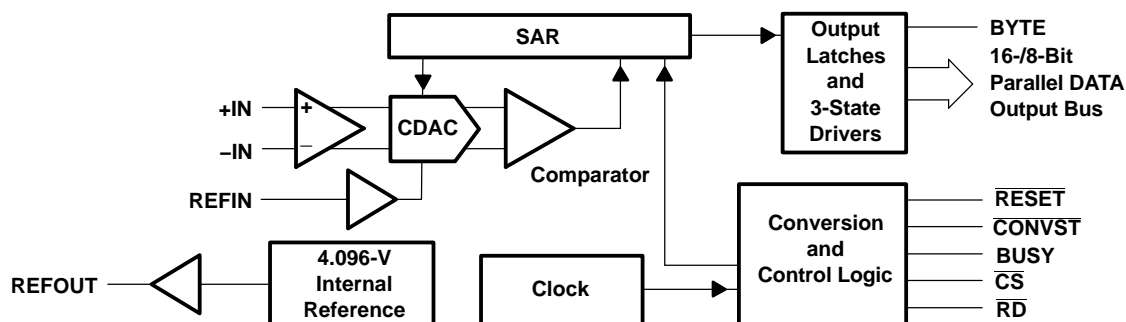 SAR
Output
Latches
and
3-State
Drivers
BYTE
16-/8-Bit
Parallel DATA
Output Bus
+IN
−IN
+
−
CDAC
Comparator
REFIN
REFOUT
4.096-V
Internal
Reference
Clock
Conversion
and
Control Logic
RESET
CONVST
BUSY
CS
RD